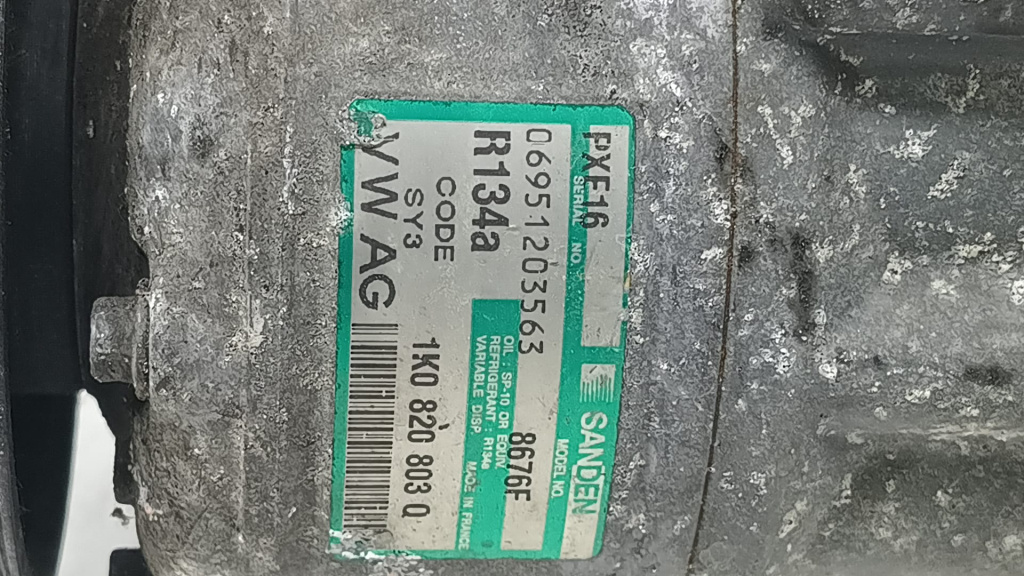 PXE16
SANDEN
SERIAL NO.
MODEL NO.
06951203563
8676F
R134a
OIL : SP-10 OR EQUIV
REFRIGERANT : R134a
VARIABLE DISP
MADE IN FRANCE
CODE
SY3
1K0 820 803 Q
VW AG